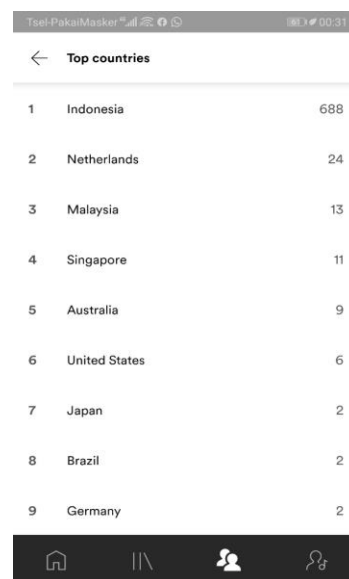 Tsel-PakaiMasker 00:31
Top countries
1 Indonesia 688
2 Netherlands 24
3 Malaysia 13
4 Singapore 11
5 Australia 9
6 United States 6
7 Japan 2
8 Brazil 2
9 Germany 2